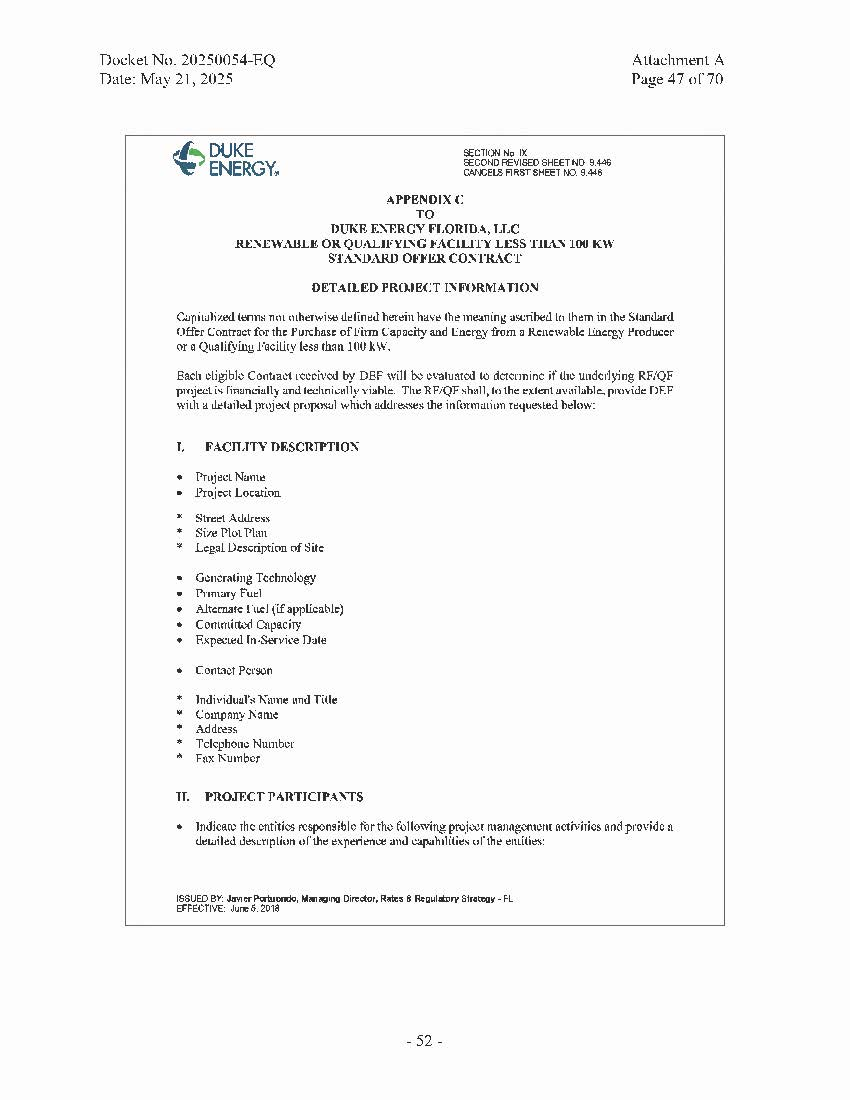 Docket No. 20250054-EQ
Date: May 21, 2025
Attachment A
Page 47 of 70
DUKE
ENERGY®
SECTION No. IX
SECOND REVISED SHEET NO. 9.446
CANCELS FIRST SHEET NO. 9.446
APPENDIX C
TO
DUKE ENERGY FLORIDA, LLC
RENEWABLE OR QUALIFYING FACILITY LESS THAN 100 KW
STANDARD OFFER CONTRACT
DETAILED PROJECT INFORMATION
Capitalized terms not otherwise defined herein have the meaning ascribed to them in the Standard
Offer Contract for the Purchase of Firm Capacity and Energy from a Renewable Energy Producer
or a Qualifying Facility less than 100 kW.
Each eligible Contract received by DEF will be evaluated to determine if the underlying RF/QF
project is financially and technically viable. The RF/QF shall, to the extent available, provide DEF
with a detailed project proposal which addresses the information requested below:
I. FACILITY DESCRIPTION
• Project Name
• Project Location
* Street Address
* Size Plot Plan
* Legal Description of Site
• Generating Technology
• Primary Fuel
• Alternate Fuel (if applicable)
• Committed Capacity
• Expected In-Service Date
• Contact Person
* Individual's Name and Title
* Company Name
* Address
* Telephone Number
* Fax Number
II. PROJECT PARTICIPANTS
• Indicate the entities responsible for the following project management activities and provide a
detailed description of the experience and capabilities of the entities:
ISSUED BY: Javier Portuondo, Managing Director, Rates & Regulatory Strategy - FL
EFFECTIVE: June 5, 2018
- 52 -